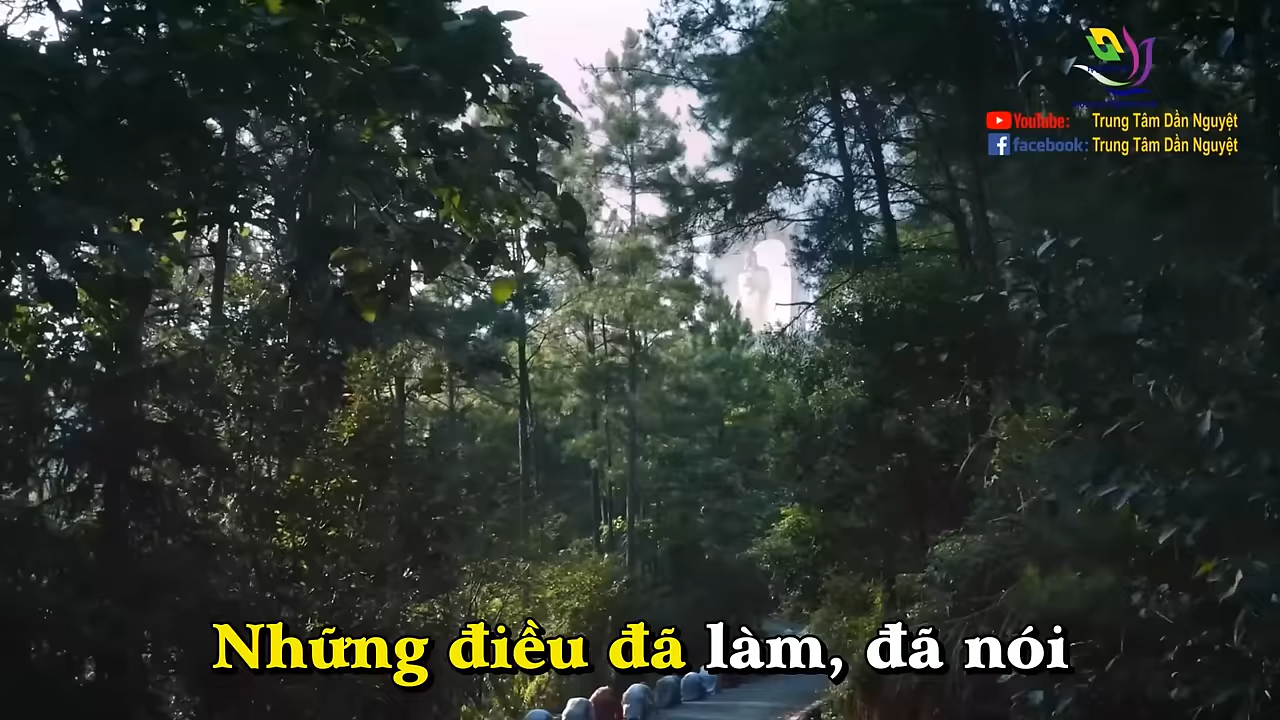 YouTube: Trung Tâm Dần Nguyệt
facebook: Trung Tâm Dần Nguyệt
Những điều đã làm, đã nói